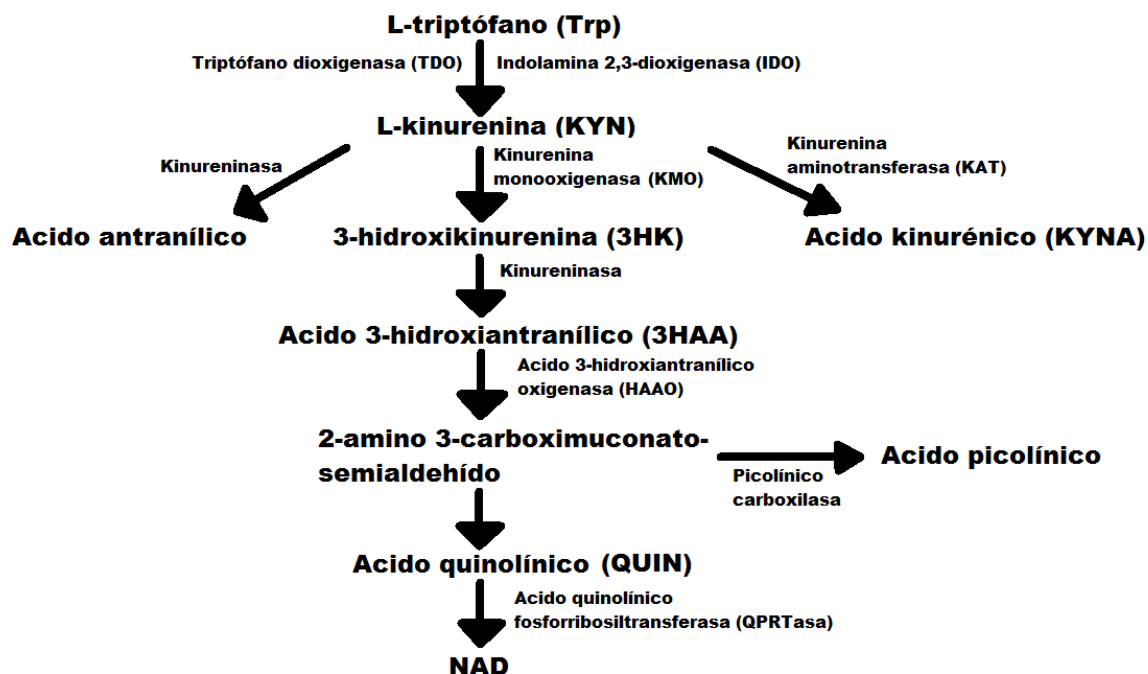 L-triptófano (Trp)
Triptófano dioxigenasa (TDO)
Indolamina 2,3-dioxigenasa (IDO)
L-kinurenina (KYN)
Kinureninasa
Kinurenina
monooxigenasa (KMO)
Kinurenina
aminotransferasa (KAT)
Acido antranílico
3-hidroxikinurenina (3HK)
Acido kinurénico (KYNA)
Kinureninasa
Acido 3-hidroxiantranílico (3HAA)
Acido 3-hidroxiantranílico
oxigenasa (HAAO)
2-amino 3-carboximuconato-
semialdehído
Acido picolínico
Picolínico
carboxilasa
Acido quinolínico (QUIN)
Acido quinolínico
fosforribosiltransferasa (QPRTasa)
NAD